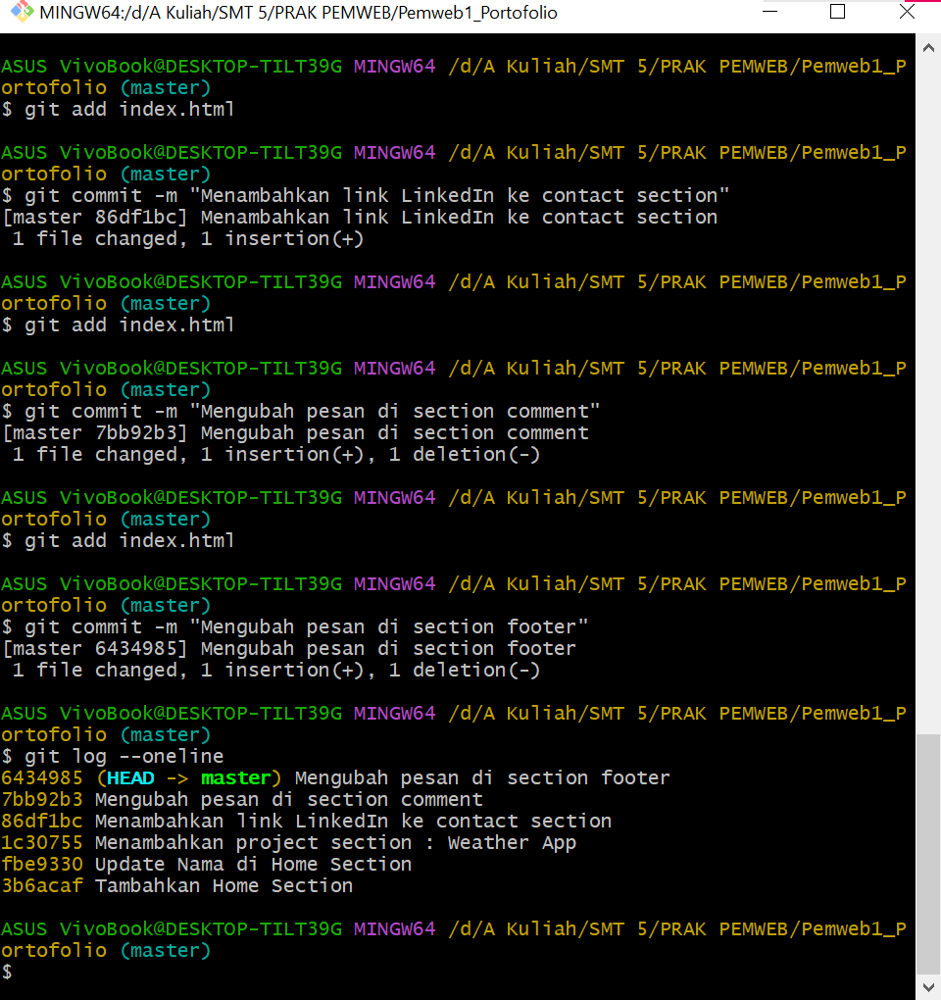 MINGW64:/d/A Kuliah/SMT 5/PRAK PEMWEB/Pemweb1_Portofolio
ASUS VivoBook@DESKTOP-TILT39G MINGW64 /d/A Kuliah/SMT 5/PRAK PEMWEB/Pemweb1_P
ortofolio (master)
$ git add index.html
ASUS VivoBook@DESKTOP-TILT39G MINGW64 /d/A Kuliah/SMT 5/PRAK PEMWEB/Pemweb1_P
ortofolio (master)
$ git commit -m "Menambahkan link LinkedIn ke contact section"
[master 86df1bc] Menambahkan link LinkedIn ke contact section
 1 file changed, 1 insertion(+)
ASUS VivoBook@DESKTOP-TILT39G MINGW64 /d/A Kuliah/SMT 5/PRAK PEMWEB/Pemweb1_P
ortofolio (master)
$ git add index.html
ASUS VivoBook@DESKTOP-TILT39G MINGW64 /d/A Kuliah/SMT 5/PRAK PEMWEB/Pemweb1_P
ortofolio (master)
$ git commit -m "Mengubah pesan di section comment"
[master 7bb92b3] Mengubah pesan di section comment
 1 file changed, 1 insertion(+), 1 deletion(-)
ASUS VivoBook@DESKTOP-TILT39G MINGW64 /d/A Kuliah/SMT 5/PRAK PEMWEB/Pemweb1_P
ortofolio (master)
$ git add index.html
ASUS VivoBook@DESKTOP-TILT39G MINGW64 /d/A Kuliah/SMT 5/PRAK PEMWEB/Pemweb1_P
ortofolio (master)
$ git commit -m "Mengubah pesan di section footer"
[master 6434985] Mengubah pesan di section footer
 1 file changed, 1 insertion(+), 1 deletion(-)
ASUS VivoBook@DESKTOP-TILT39G MINGW64 /d/A Kuliah/SMT 5/PRAK PEMWEB/Pemweb1_P
ortofolio (master)
$ git log --oneline
6434985 (HEAD -> master) Mengubah pesan di section footer
7bb92b3 Mengubah pesan di section comment
86df1bc Menambahkan link LinkedIn ke contact section
1c30755 Menambahkan project section : Weather App
fbe9330 Update Nama di Home Section
3b6acaf Tambahkan Home Section
ASUS VivoBook@DESKTOP-TILT39G MINGW64 /d/A Kuliah/SMT 5/PRAK PEMWEB/Pemweb1_P
ortofolio (master)
$